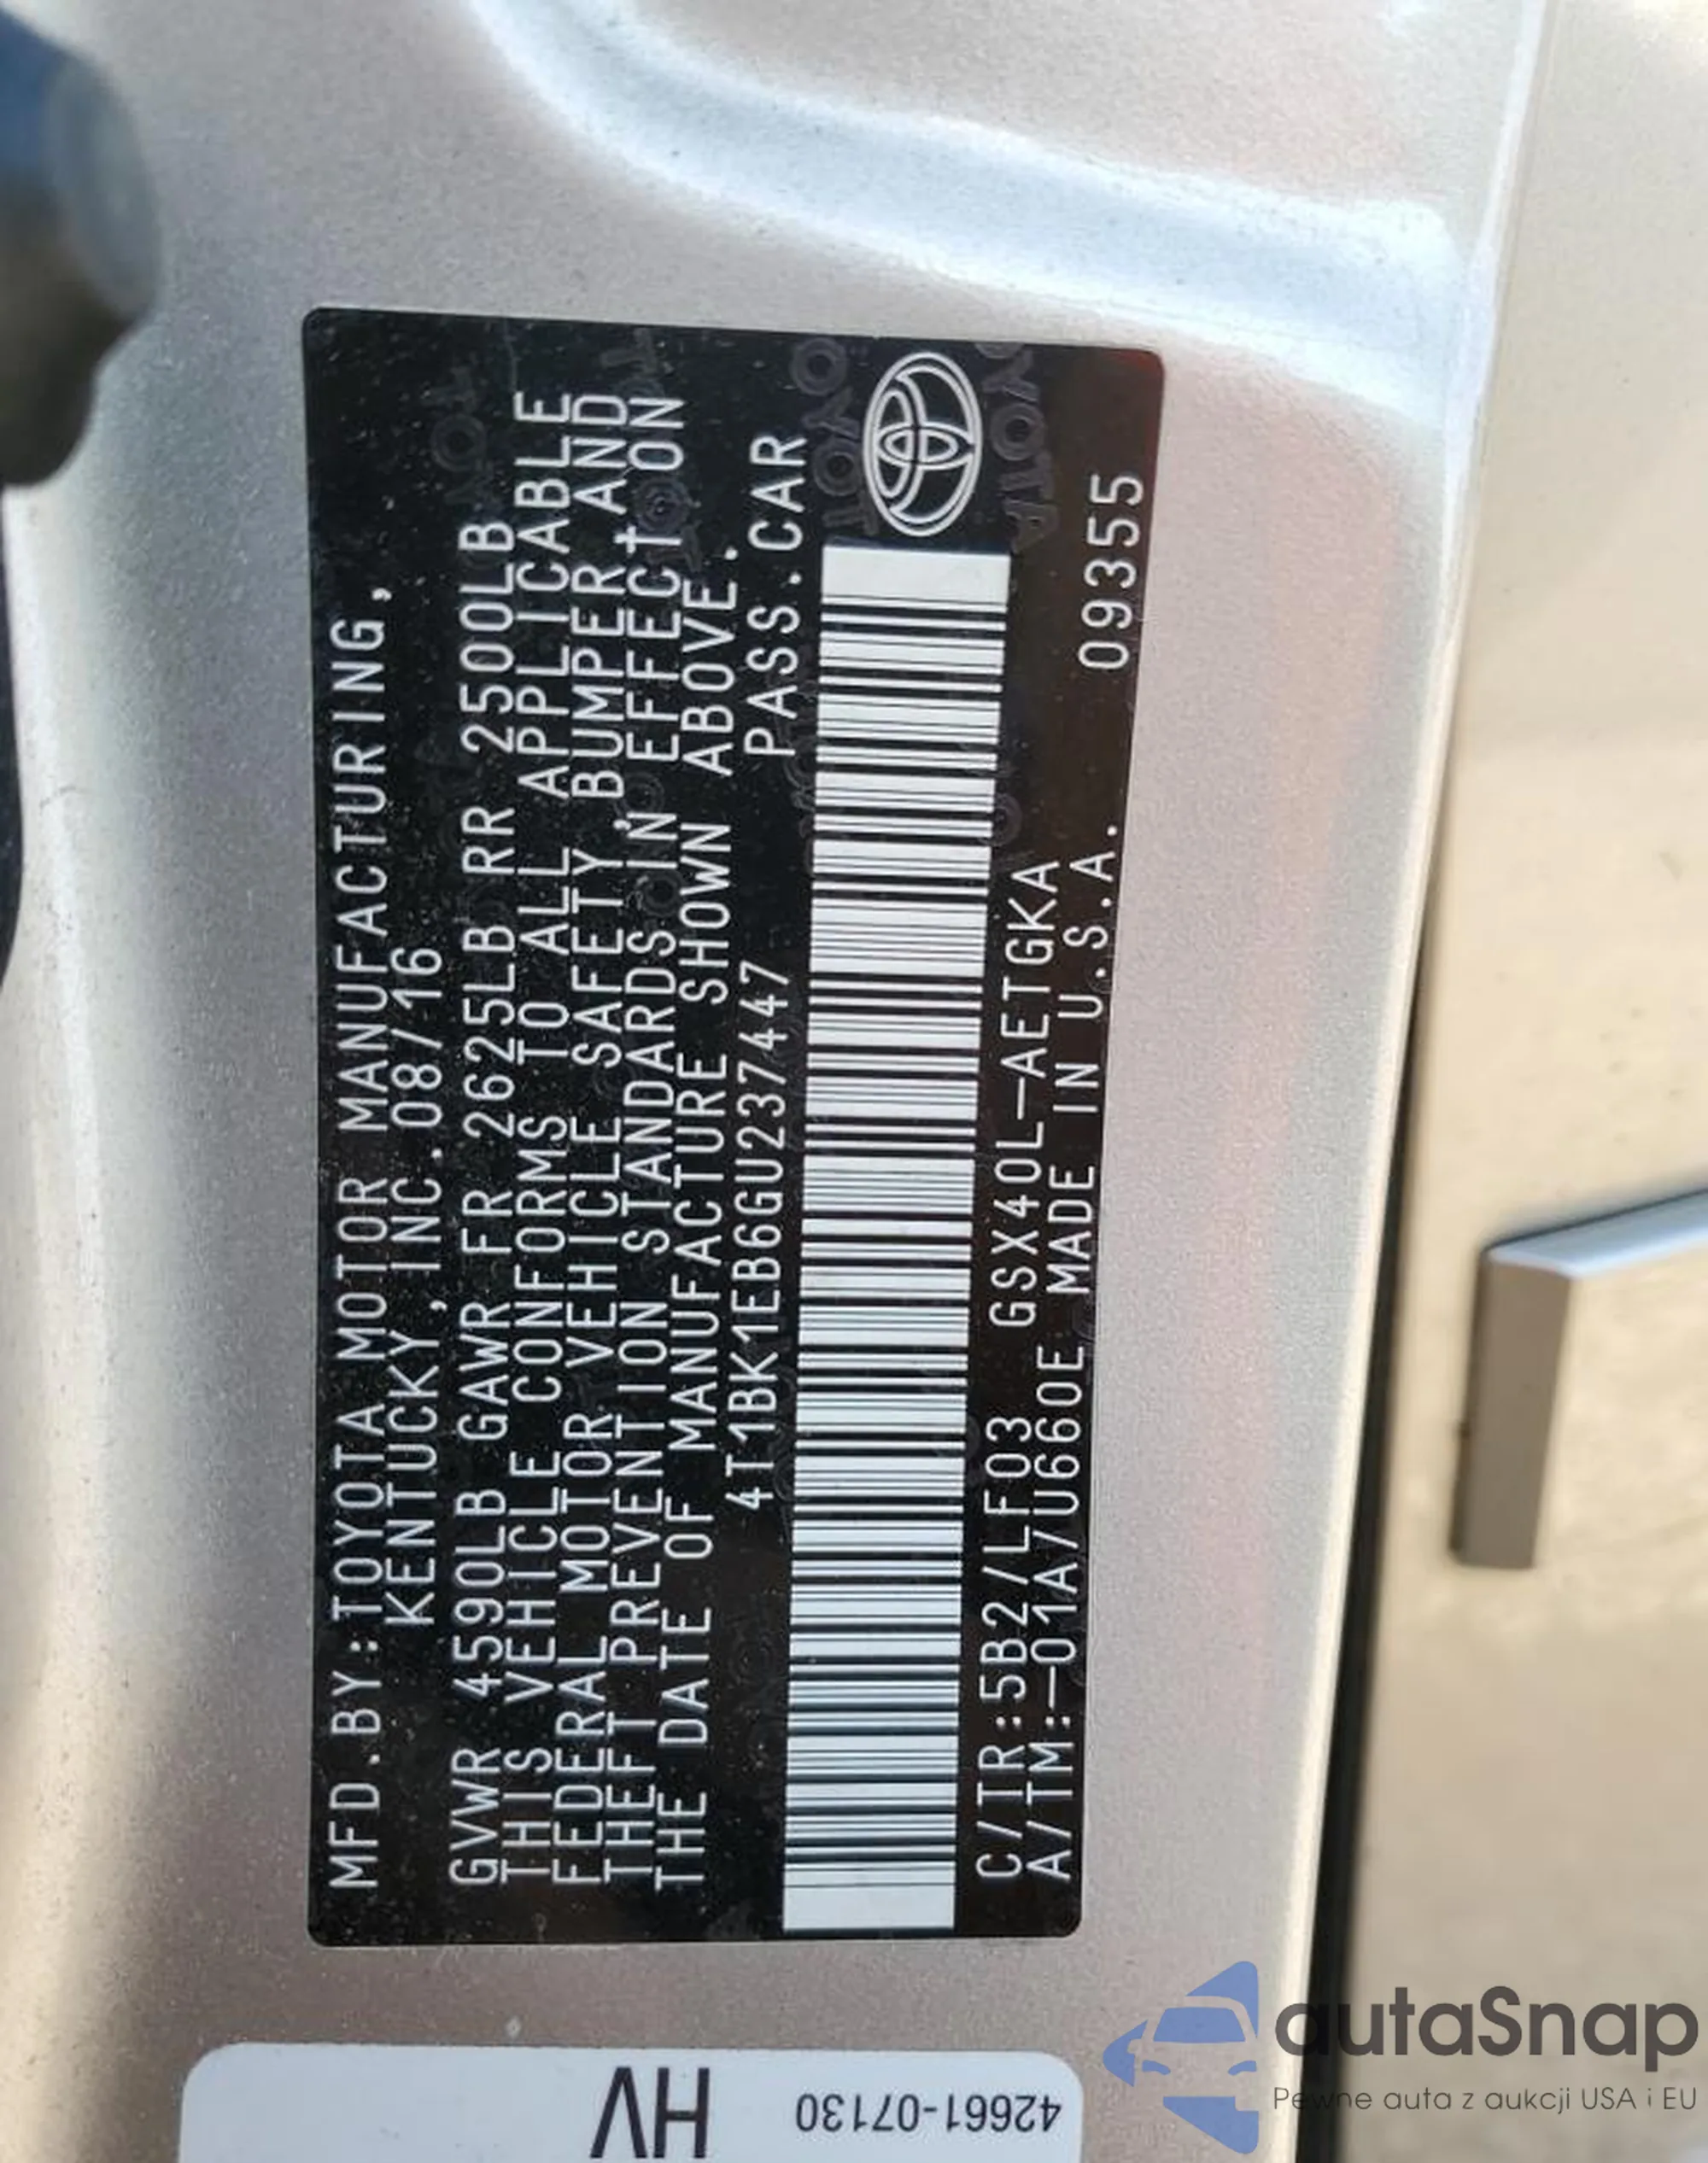 MFD.BY:TOYOTA MOTOR MANUFACTURING,
KENTUCKY, INC.08/16
GVWR 4590LB GAWR FR 2625LB RR 2500LB
THIS VEHICLE CONFORMS TO ALL APPLICABLE
FEDERAL MOTOR VEHICLE SAFETY,BUMPER,AND
THEFT PREVENTION STANDARDS IN EFFECT ON
THE DATE OF MANUFACTURE SHOWN ABOVE.
4T1BK1EB6GU237447 PASS.CAR
C/TR:5B2/LF03 GSX40L-AETGKA
A/TM:-01A/U660E MADE IN U.S.A. 09355
HV
42661-07130
autaSnap
Pewne auta z aukcji USA i EU